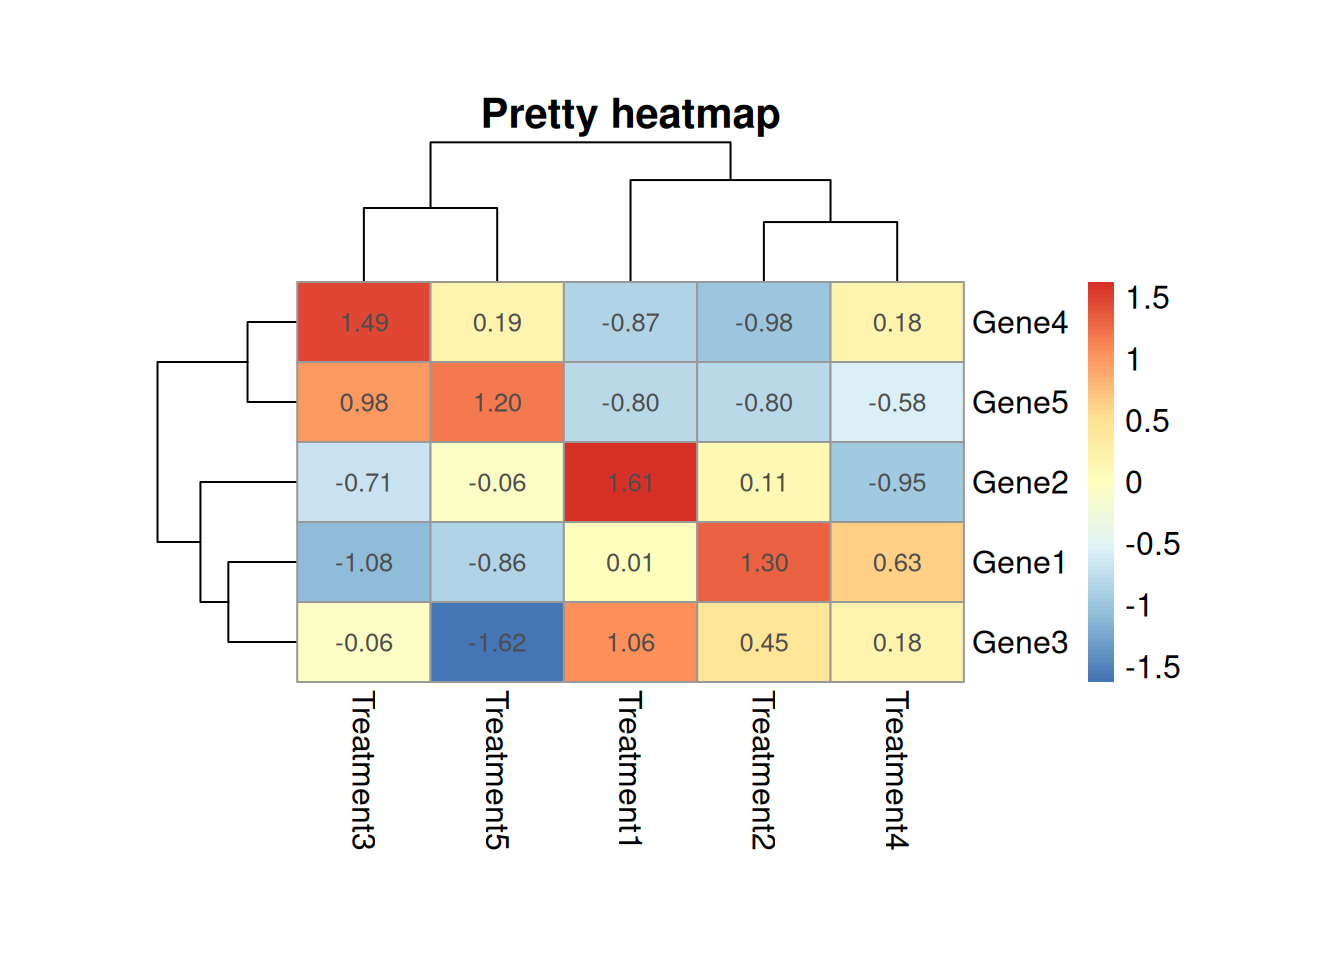 Pretty heatmap
1.49 0.19 -0.87 -0.98 0.18 Gene4
0.98 1.20 -0.80 -0.80 -0.58 Gene5
-0.71 -0.06 1.61 0.11 -0.95 Gene2
-1.08 -0.86 0.01 1.30 0.63 Gene1
-0.06 -1.62 1.06 0.45 0.18 Gene3
Treatment3
Treatment5
Treatment1
Treatment2
Treatment4
1.5
1
0.5
0
-0.5
-1
-1.5